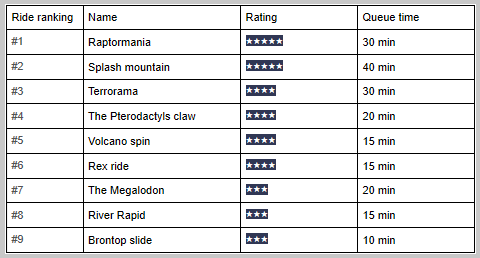 Ride ranking Name Rating Queue time
#1 Raptormania ★★★★★ 30 min
#2 Splash mountain ★★★★★ 40 min
#3 Terrorama ★★★★ 30 min
#4 The Pterodactyls claw ★★★★ 20 min
#5 Volcano spin ★★★★ 15 min
#6 Rex ride ★★★★ 15 min
#7 The Megalodon ★★★ 20 min
#8 River Rapid ★★★ 15 min
#9 Brontop slide ★★★ 10 min